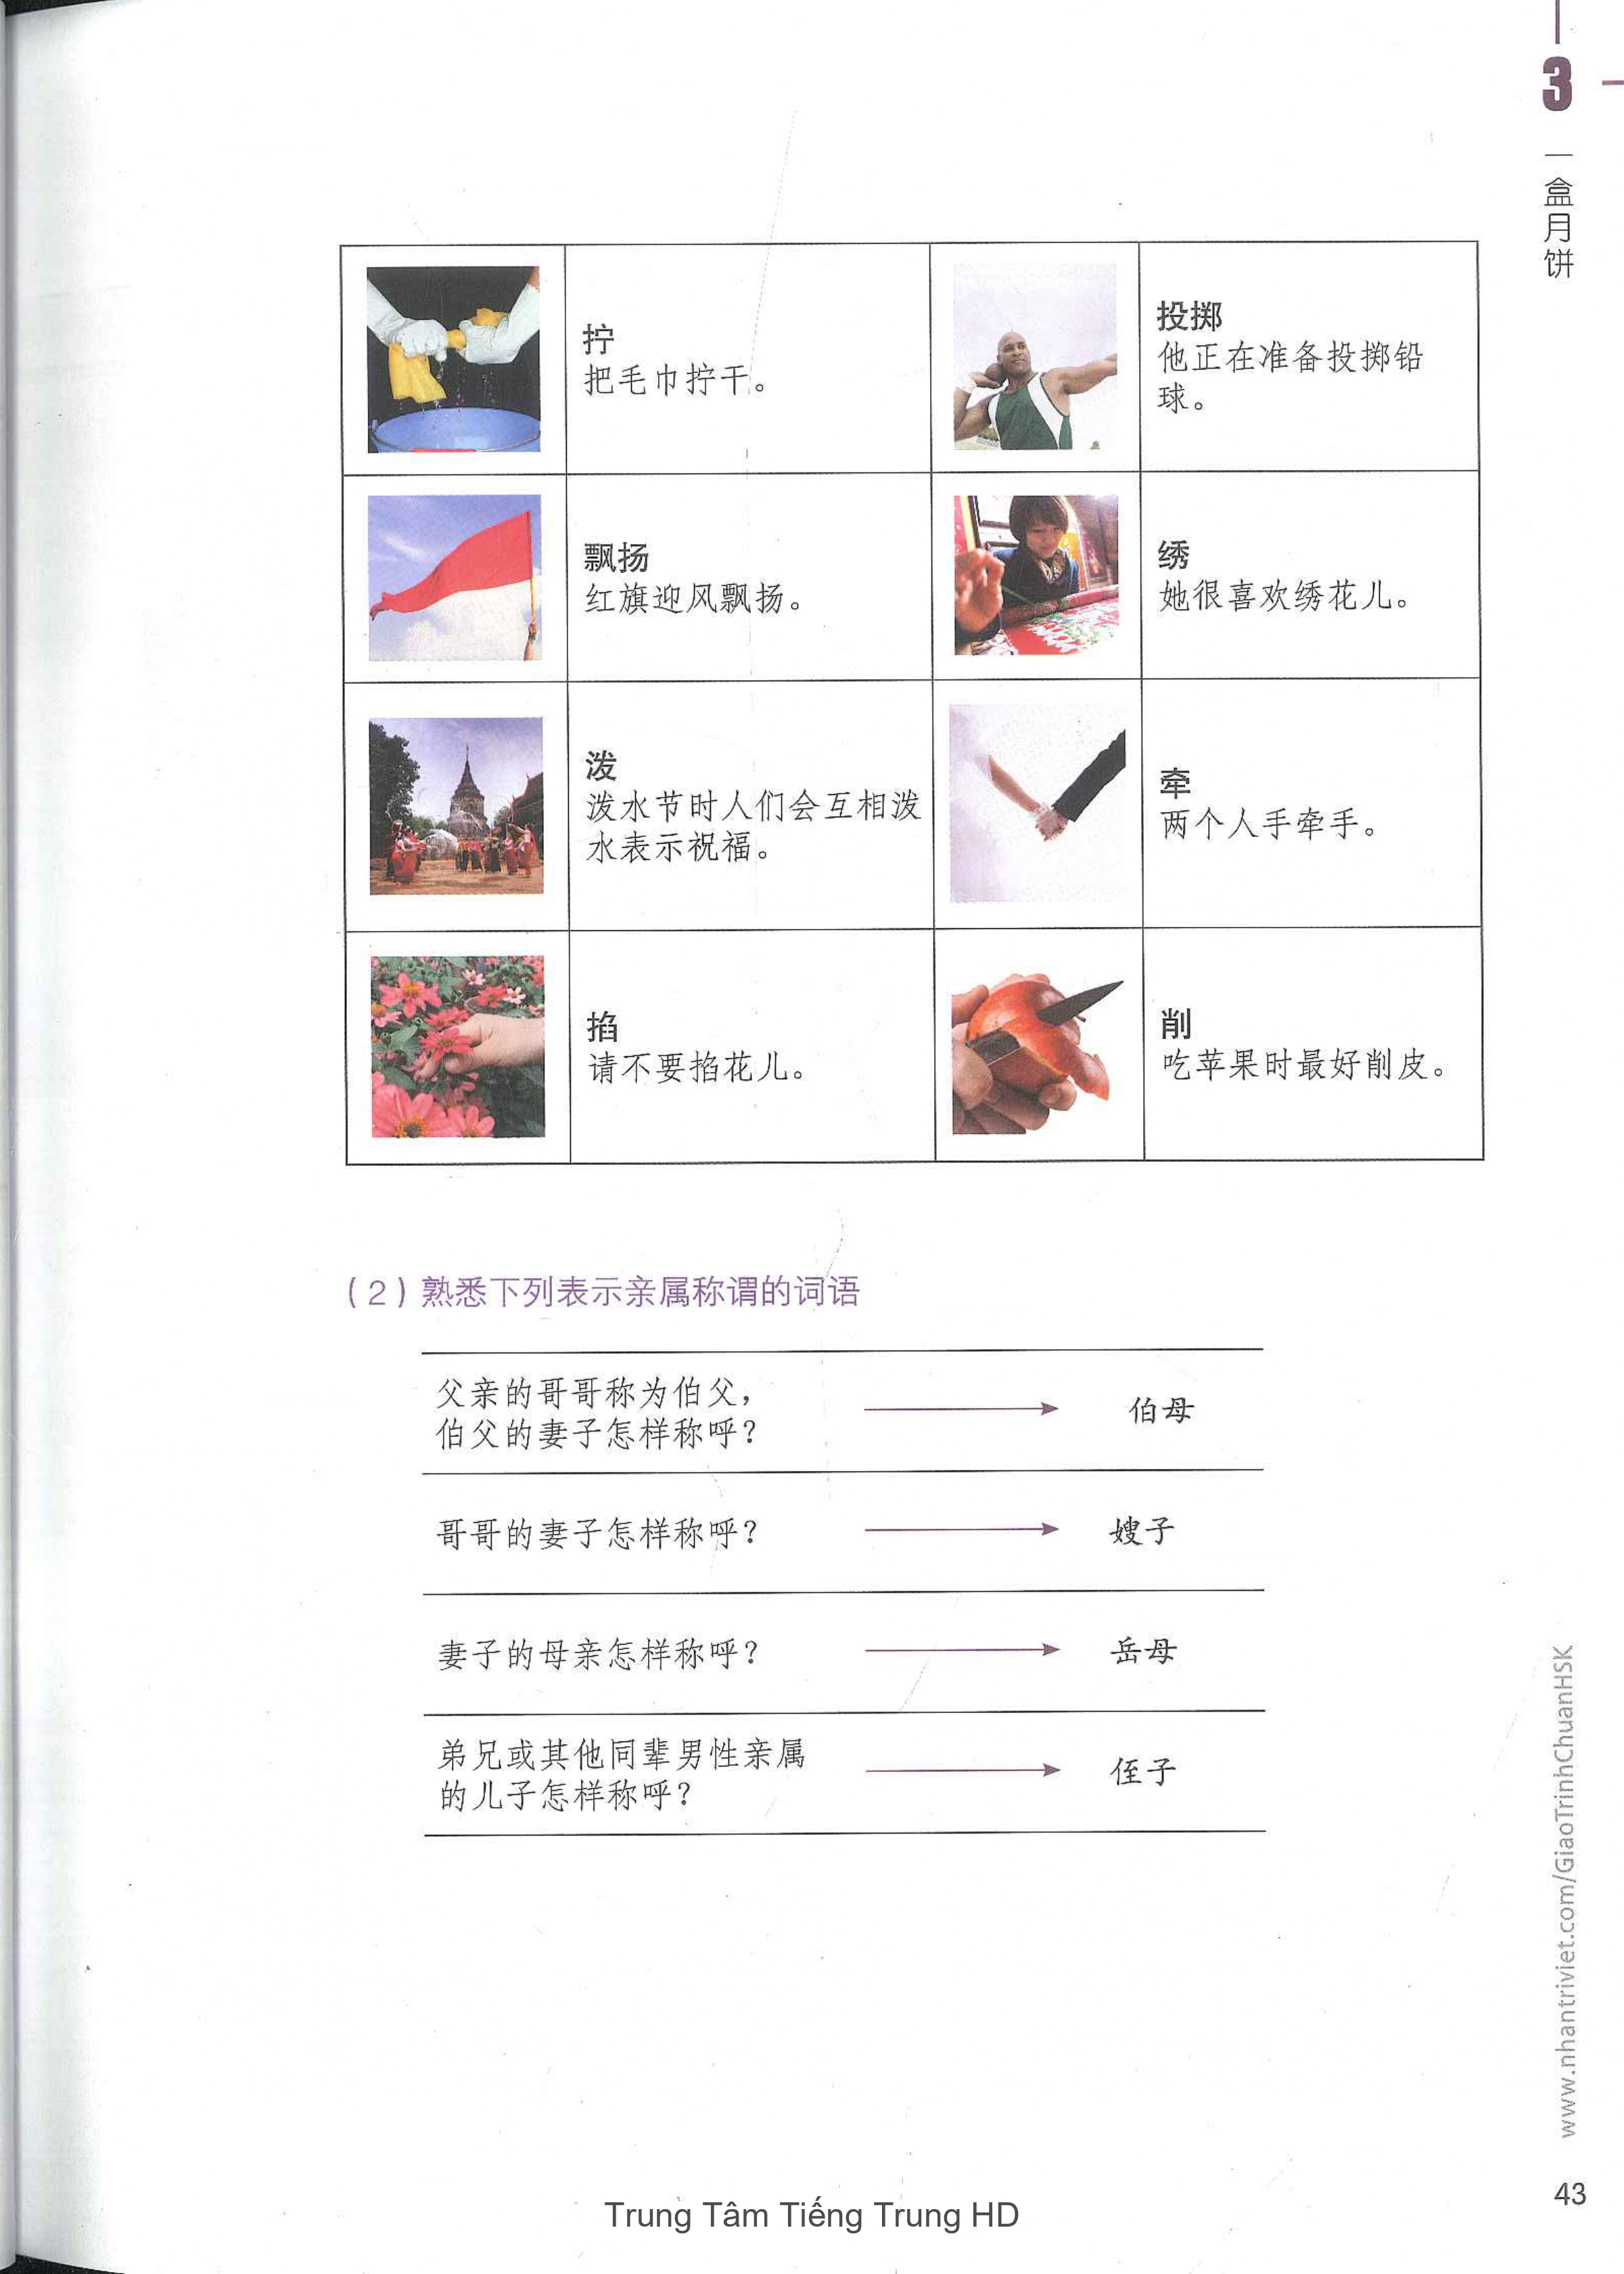 3
一盒月饼
拧
把毛巾拧干。
投掷
他正在准备投掷铅
球。
飘扬
红旗迎风飘扬。
绣
她很喜欢绣花儿。
泼
泼水节时人们会互相泼
水表示祝福。
牵
两个人手牵手。
掐
请不要掐花儿。
削
吃苹果时最好削皮。
（2）熟悉下列表示亲属称谓的词语
父亲的哥哥称为伯父，
伯父的妻子怎样称呼？
伯母
哥哥的妻子怎样称呼？
嫂子
妻子的母亲怎样称呼？
岳母
弟兄或其他同辈男性亲属
的儿子怎样称呼？
侄子
www.nhantriviet.com/GiaoTrinhChuanHSK
43
Trung Tâm Tiếng Trung HD